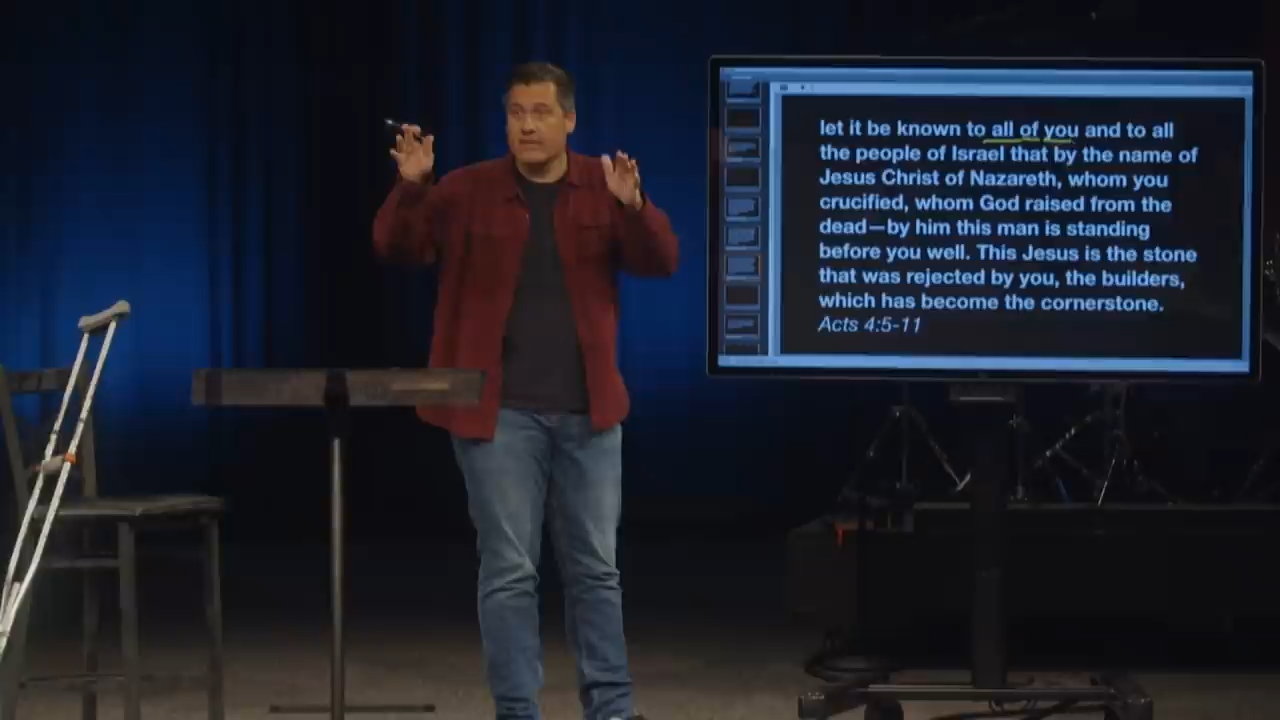 let it be known to all of you and to all
the people of Israel that by the name of
Jesus Christ of Nazareth, whom you
crucified, whom God raised from the
dead—by him this man is standing
before you well. This Jesus is the stone
that was rejected by you, the builders,
which has become the cornerstone.
Acts 4:5-11